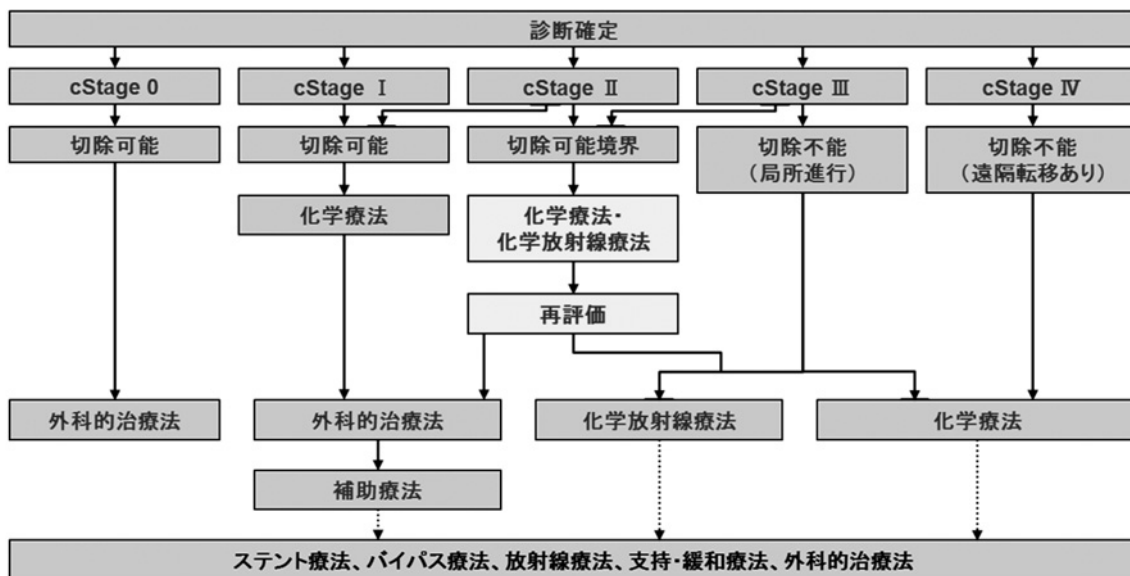 診断確定
cStage 0
cStage Ⅰ
cStage Ⅱ
cStage Ⅲ
cStage Ⅳ
切除可能
切除可能
切除可能境界
切除不能
(局所進行)
切除不能
(遠隔転移あり)
化学療法
化学療法・
化学放射線療法
再評価
外科的治療法
外科的治療法
化学放射線療法
化学療法
補助療法
ステント療法、バイパス療法、放射線療法、支持・緩和療法、外科的治療法